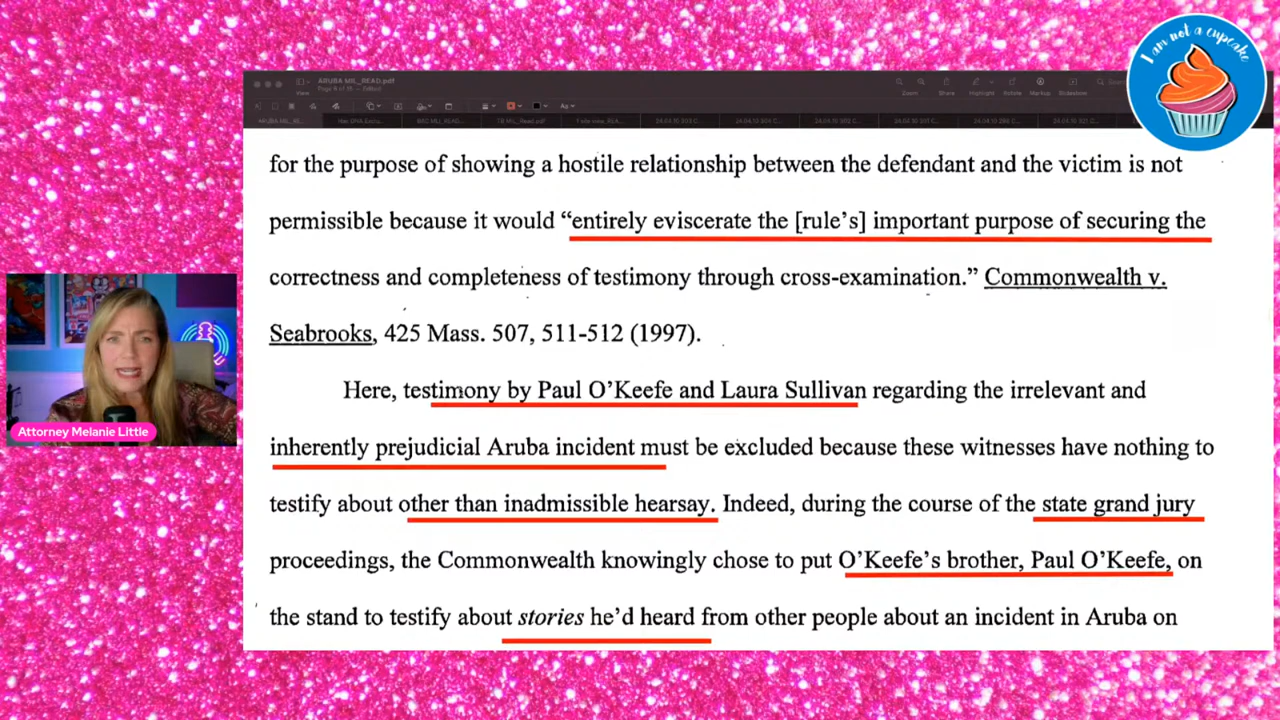 I am not a cupcake
ARUBA MIL_READ.pdf
for the purpose of showing a hostile relationship between the defendant and the victim is not
permissible because it would “entirely eviscerate the [rule’s] important purpose of securing the
correctness and completeness of testimony through cross-examination.” Commonwealth v.
Seabrooks, 425 Mass. 507, 511-512 (1997).
Here, testimony by Paul O’Keefe and Laura Sullivan regarding the irrelevant and
inherently prejudicial Aruba incident must be excluded because these witnesses have nothing to
testify about other than inadmissible hearsay. Indeed, during the course of the state grand jury
proceedings, the Commonwealth knowingly chose to put O’Keefe’s brother, Paul O’Keefe, on
the stand to testify about stories he’d heard from other people about an incident in Aruba on
Attorney Melanie Little